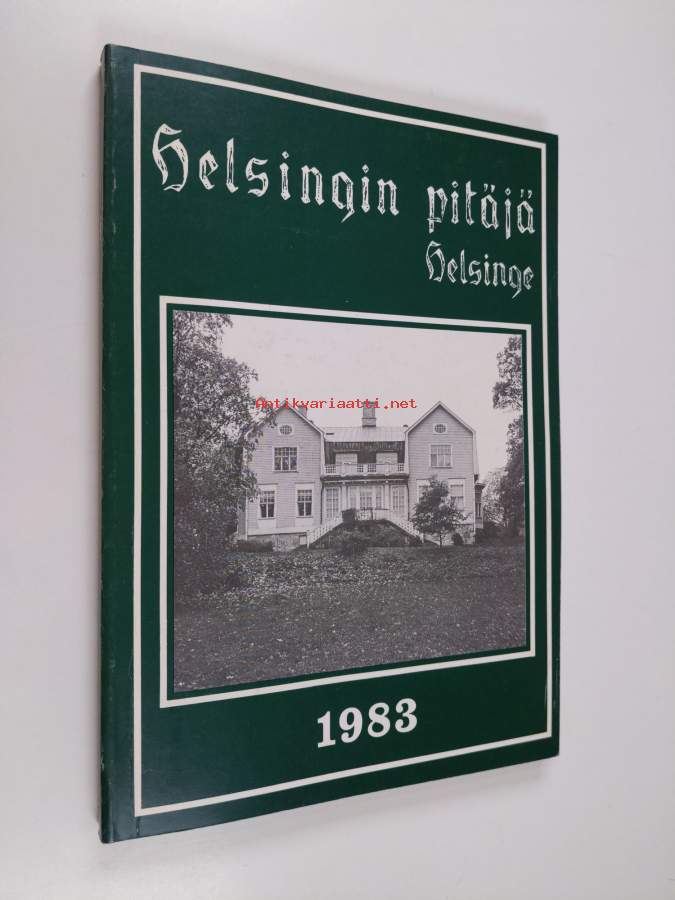 Helsingin pitäjä
Helsinge
Antikvariaatti.net
1983